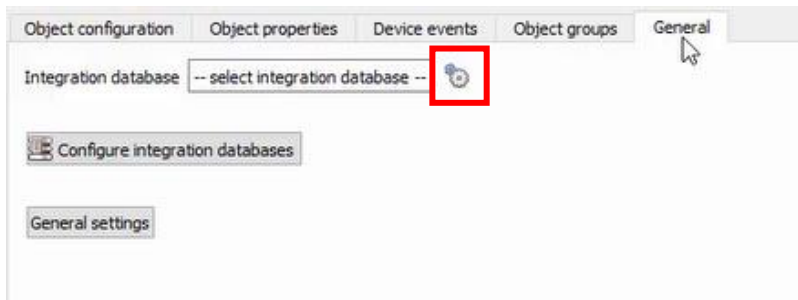 Object configuration Object properties Device events Object groups General
Integration database -- select integration database --
Configure integration databases
General settings